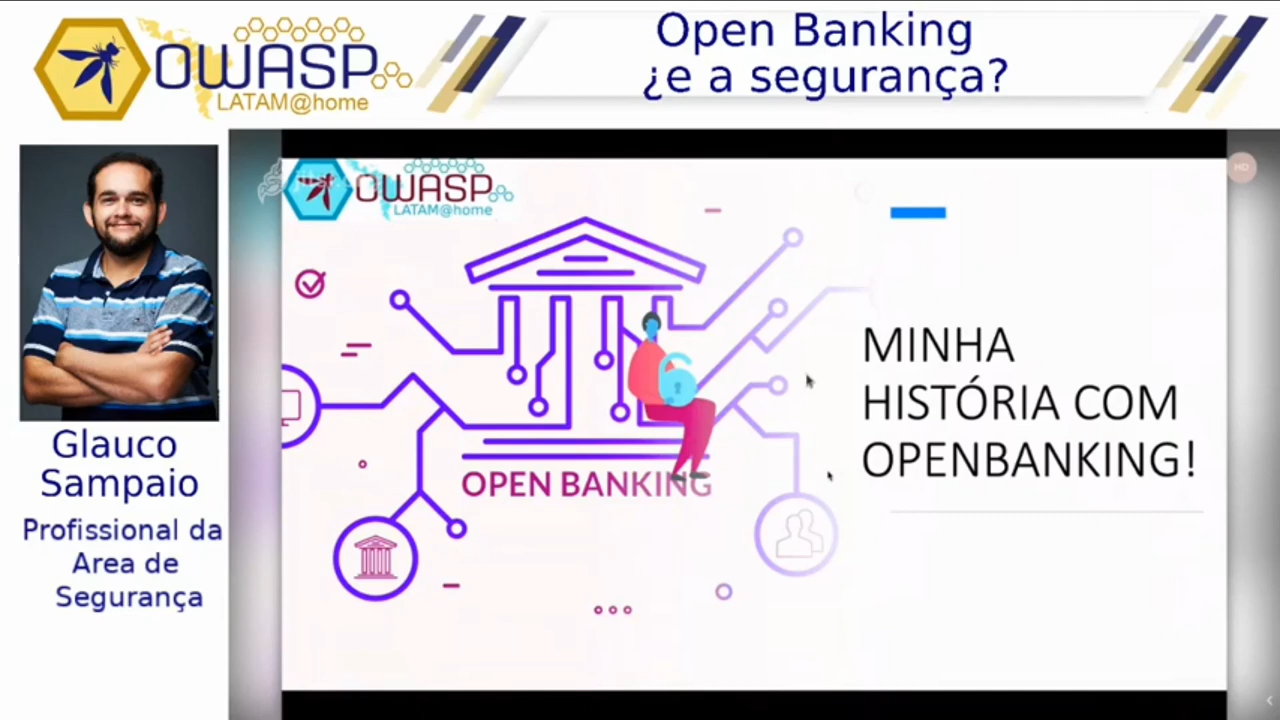 OWASP
LATAM@home
Open Banking
¿e a segurança?
Glauco
Sampaio
Profissional da
Area de
Segurança
OWASP
LATAM@home
HD
OPEN BANKING
MINHA
HISTÓRIA COM
OPENBANKING!